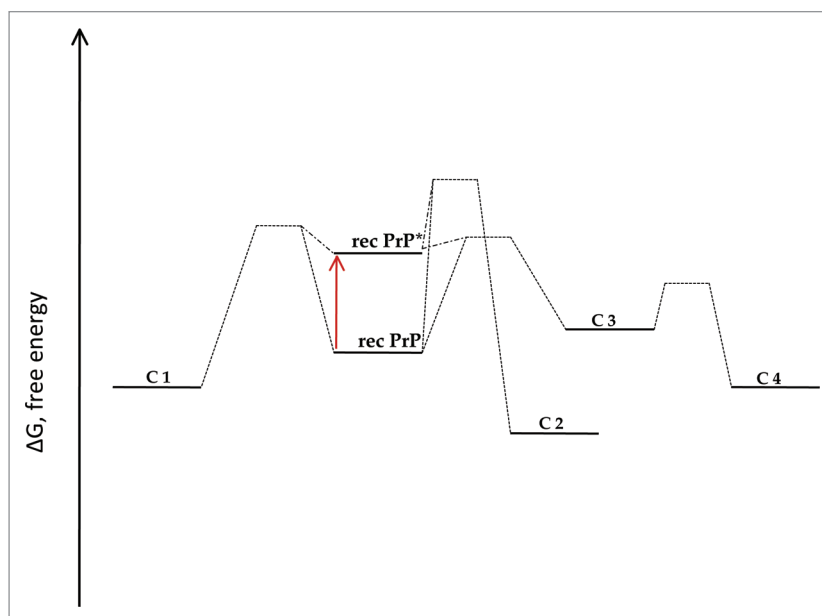 ΔG, free energy
rec PrP*
rec PrP
C 1
C 2
C 3
C 4